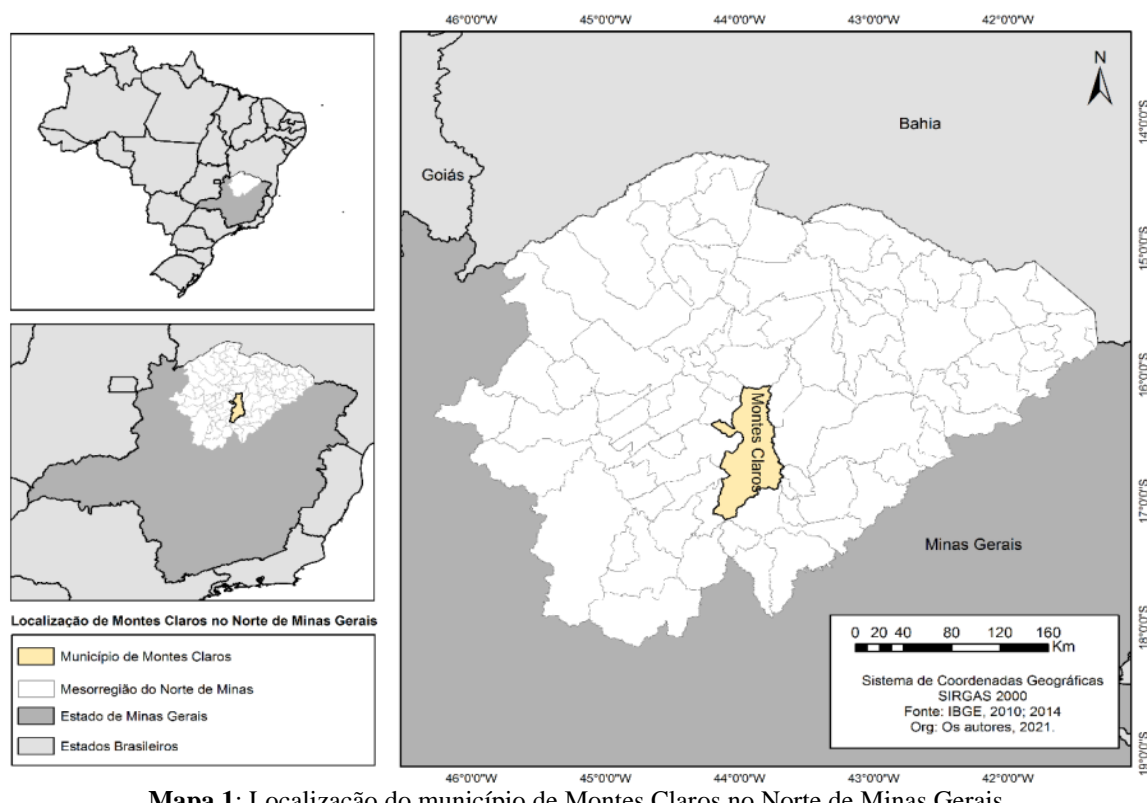 46°0'0"W 45°0'0"W 44°0'0"W 43°0'0"W 42°0'0"W
N
Bahia
Goiás
14°0'0"S
15°0'0"S
16°0'0"S
17°0'0"S
18°0'0"S
19°0'0"S
Montes Claros
Minas Gerais
Localização de Montes Claros no Norte de Minas Gerais
Município de Montes Claros
Mesorregião do Norte de Minas
Estado de Minas Gerais
Estados Brasileiros
0 20 40 80 120 160
Km
Sistema de Coordenadas Geográficas
SIRGAS 2000
Fonte: IBGE, 2010; 2014
Org: Os autores, 2021.
46°0'0"W 45°0'0"W 44°0'0"W 43°0'0"W 42°0'0"W
Mapa 1: Localização do município de Montes Claros no Norte de Minas Gerais